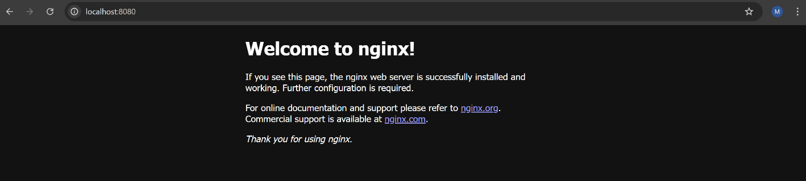 localhost:8080
M
Welcome to nginx!
If you see this page, the nginx web server is successfully installed and
working. Further configuration is required.
For online documentation and support please refer to nginx.org.
Commercial support is available at nginx.com.
Thank you for using nginx.